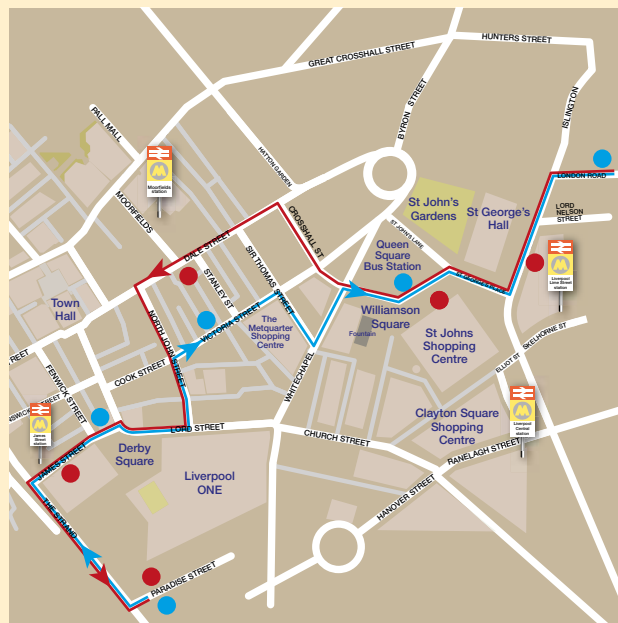 HUNTERS STREET
GREAT CROSSHALL STREET
BYRON STREET
ISLINGTON
PALL MALL
HATTON GARDEN
Moorfields
station
MOORFIELDS
LONDON ROAD
St John's
Gardens
St George's
Hall
LORD
NELSON
STREET
CROSSHALL ST
ST JOHN'S LANE
DALE STREET
SIR THOMAS STREET
Queen
Square
Bus Station
Liverpool
Lime Street
station
STANLEY ST
Town
Hall
NORTH JOHN STREET
VICTORIA STREET
The
Metquarter
Shopping
Centre
Williamson
Square
Fountain
St Johns
Shopping
Centre
SKELHORNE ST
ELLIOT ST
STREET
FENWICK STREET
COOK STREET
WHITECHAPEL
James
Street
station
Liverpool
Central
station
Clayton Square
Shopping
Centre
LORD STREET
CHURCH STREET
RANELAGH STREET
Derby
Square
JAMES STREET
Liverpool
ONE
HANOVER STREET
THE STRAND
PARADISE STREET